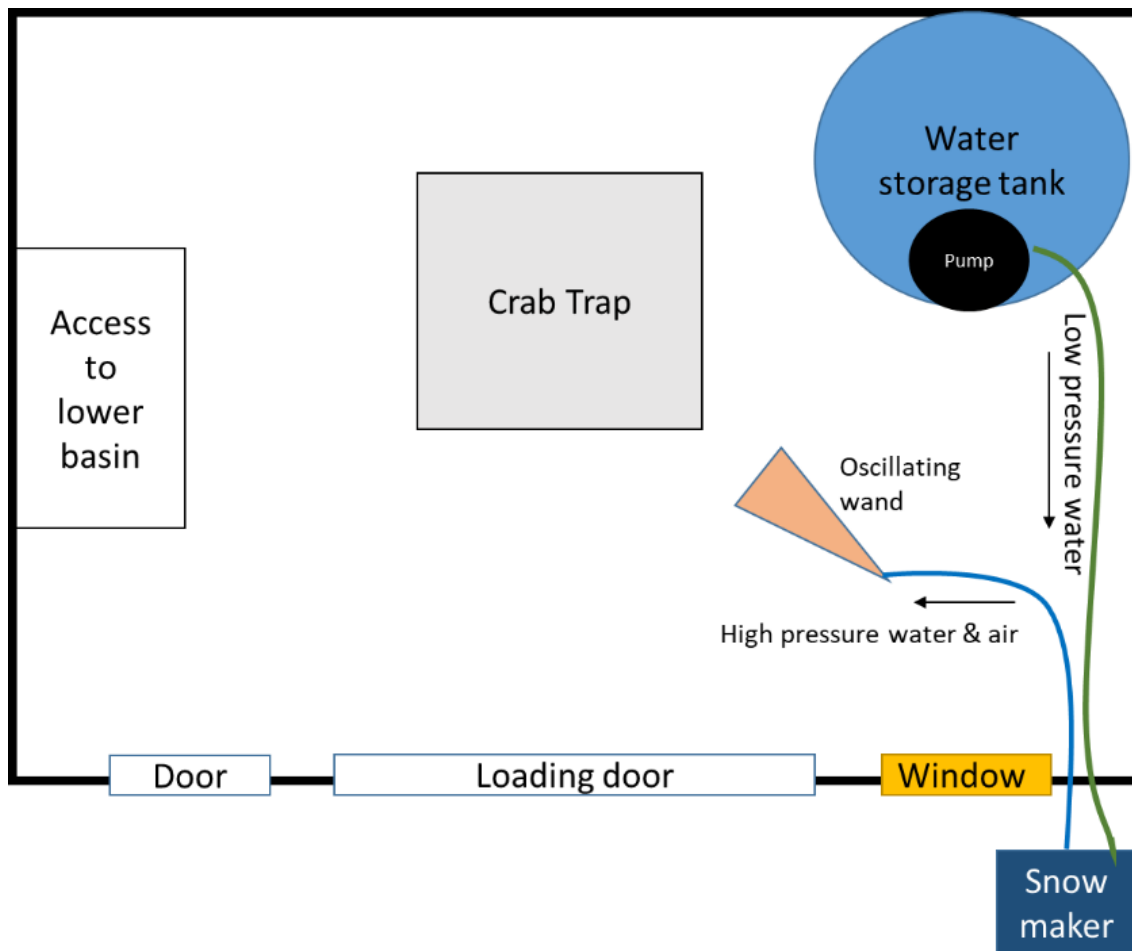 Water
storage tank
Pump
Crab Trap
Access
to
lower
basin
Low pressure water
Oscillating
wand
High pressure water & air
Door
Loading door
Window
Snow
maker